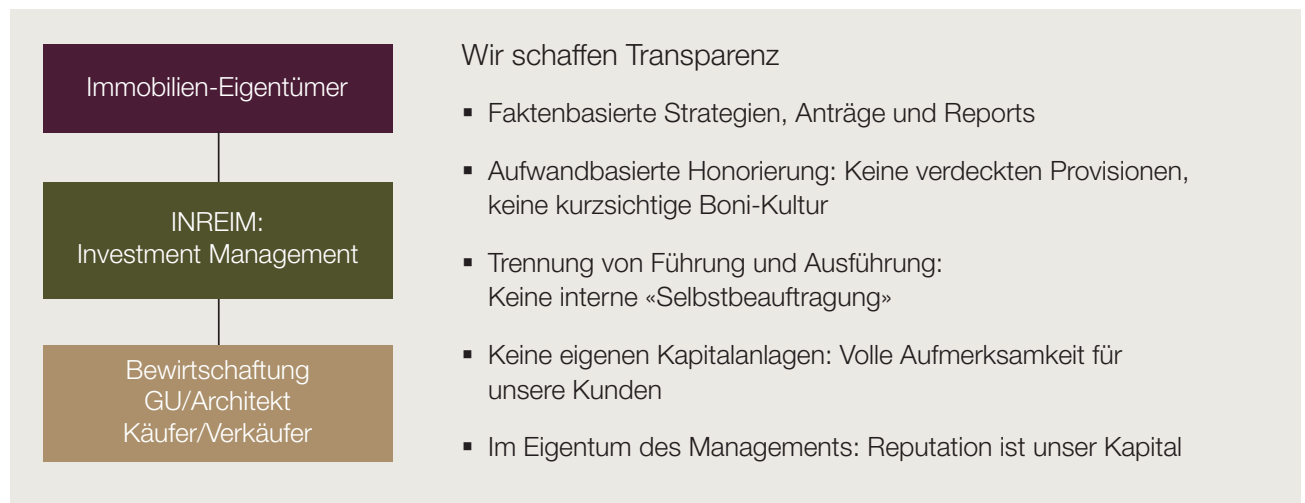 Immobilien-Eigentümer
INREIM:
Investment Management
Bewirtschaftung
GU/Architekt
Käufer/Verkäufer
Wir schaffen Transparenz
▪ Faktenbasierte Strategien, Anträge und Reports
▪ Aufwandbasierte Honorierung: Keine verdeckten Provisionen,
keine kurzsichtige Boni-Kultur
▪ Trennung von Führung und Ausführung:
Keine interne «Selbstbeauftragung»
▪ Keine eigenen Kapitalanlagen: Volle Aufmerksamkeit für
unsere Kunden
▪ Im Eigentum des Managements: Reputation ist unser Kapital